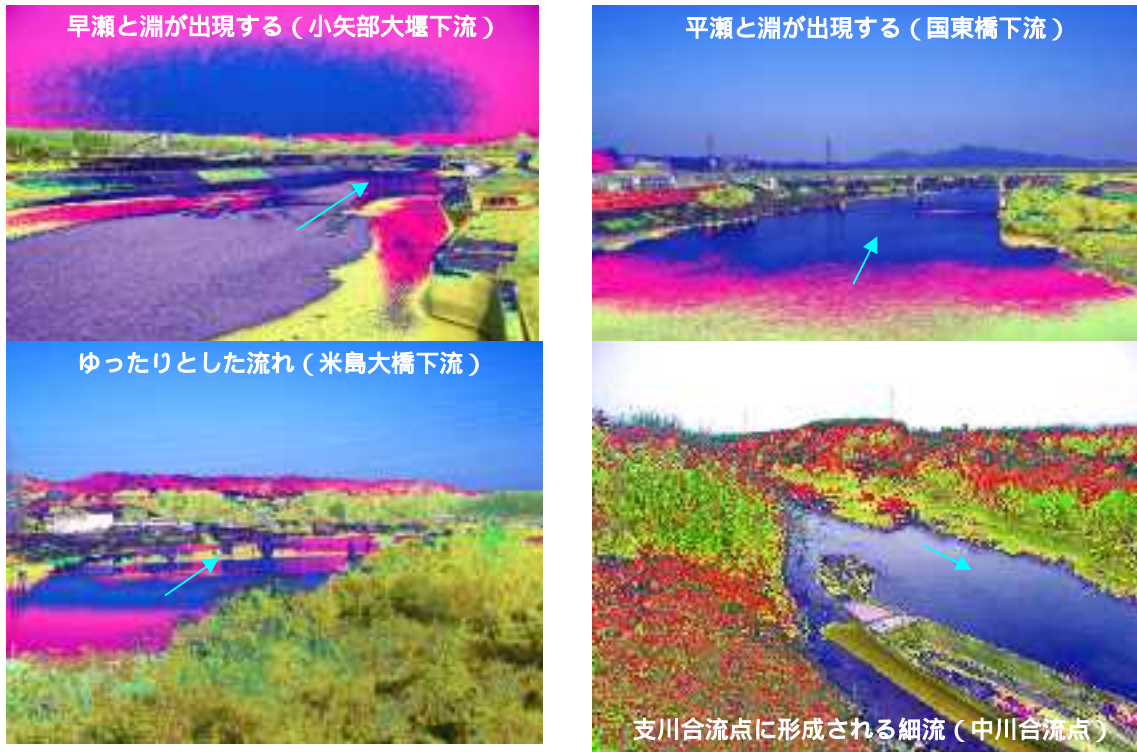 早瀬と淵が出現する（小矢部大堰下流）
平瀬と淵が出現する（国東橋下流）
ゆったりとした流れ（米島大橋下流）
支川合流点に形成される細流（中川合流点）